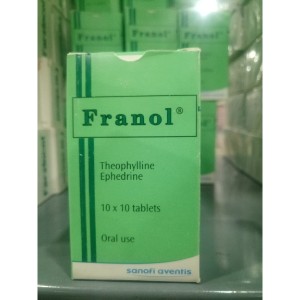 Franol®
Theophylline
Ephedrine
10 x 10 tablets
Oral use
sanofi aventis